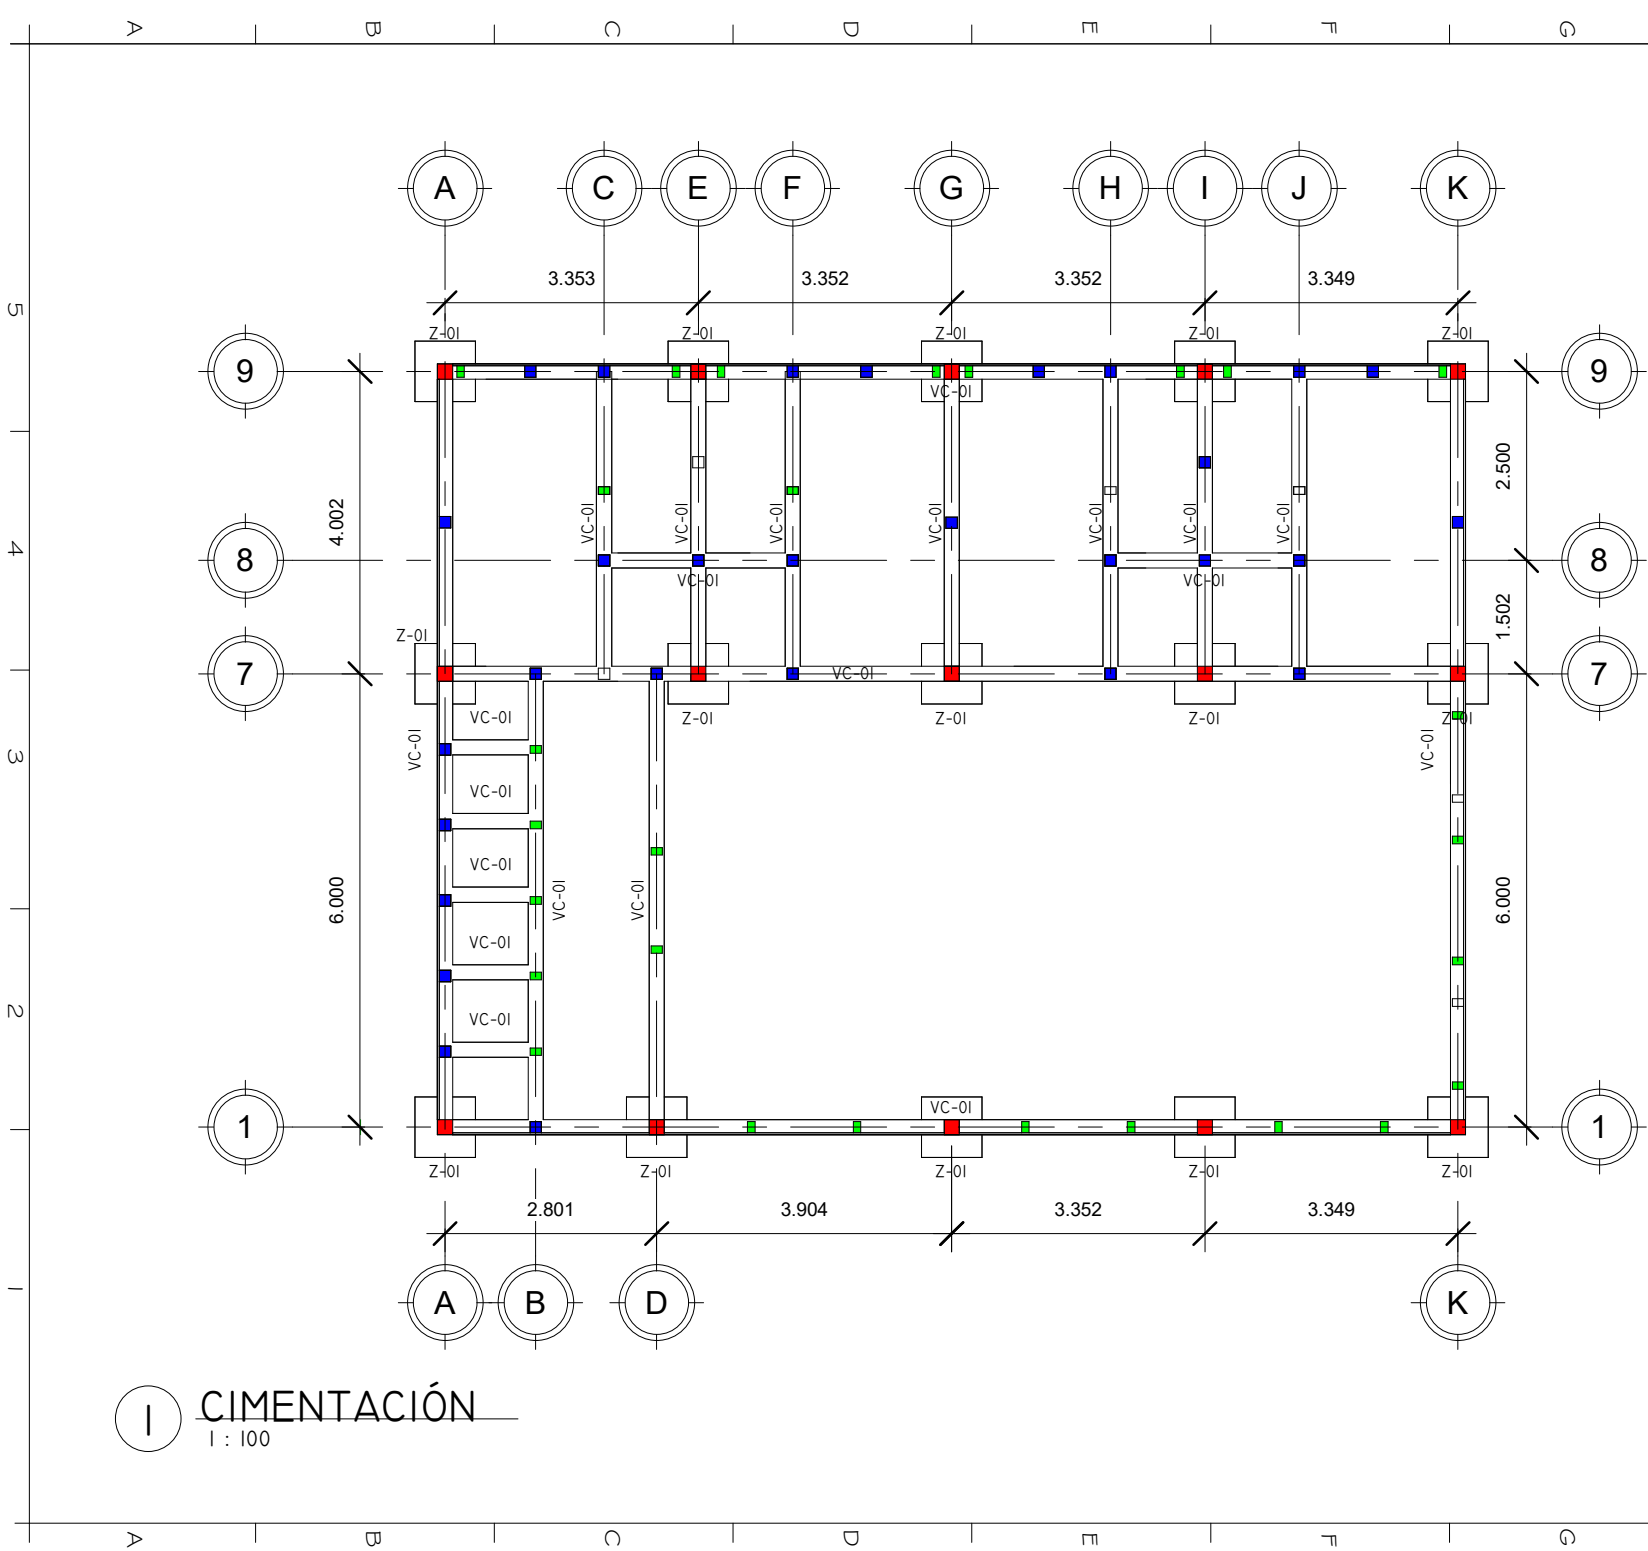 A B C D E F G
A C E F G H I J K
3.353 3.352 3.352 3.349
5
Z-01 Z-01 Z-01 Z-01 Z-01
9 9
VC-01
2.500
4.002
VC-01 VC-01 VC-01 VC-01 VC-01 VC-01 VC-01
4
8 8
VC-01 VC-01
1.502
Z-01
7 VC-01 7
VC-01 Z-01 Z-01 Z-01 Z-01
VC-01 VC-01
3
VC-01
VC-01
6.000 VC-01 VC-01 6.000
VC-01
2
VC-01
VC-01
1 1
Z-01 Z-01 Z-01 Z-01 Z-01
2.801 3.904 3.352 3.349
1
A B D K
1 CIMENTACIÓN
1 : 100
A B C D E F G